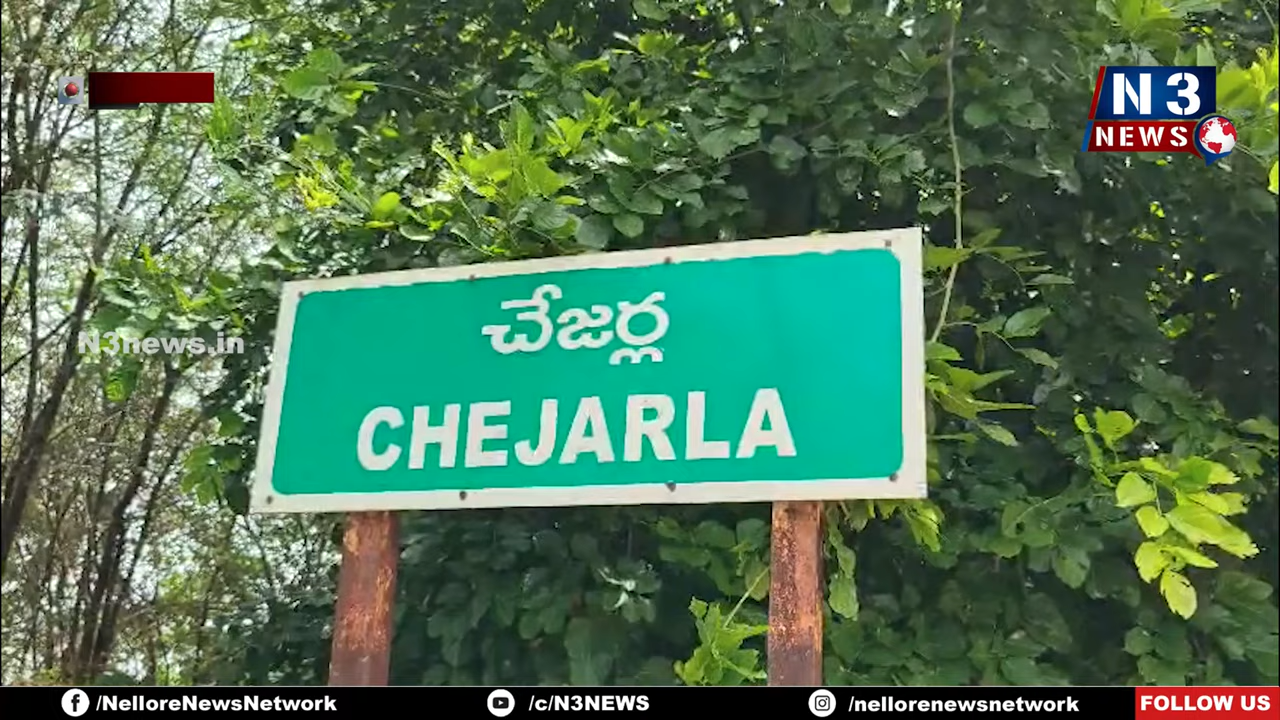 N3
NEWS
చేజర్ల
N3news.in
CHEJARLA
/NelloreNewsNetwork
/c/N3NEWS
/nellorenewsnetwork
FOLLOW US